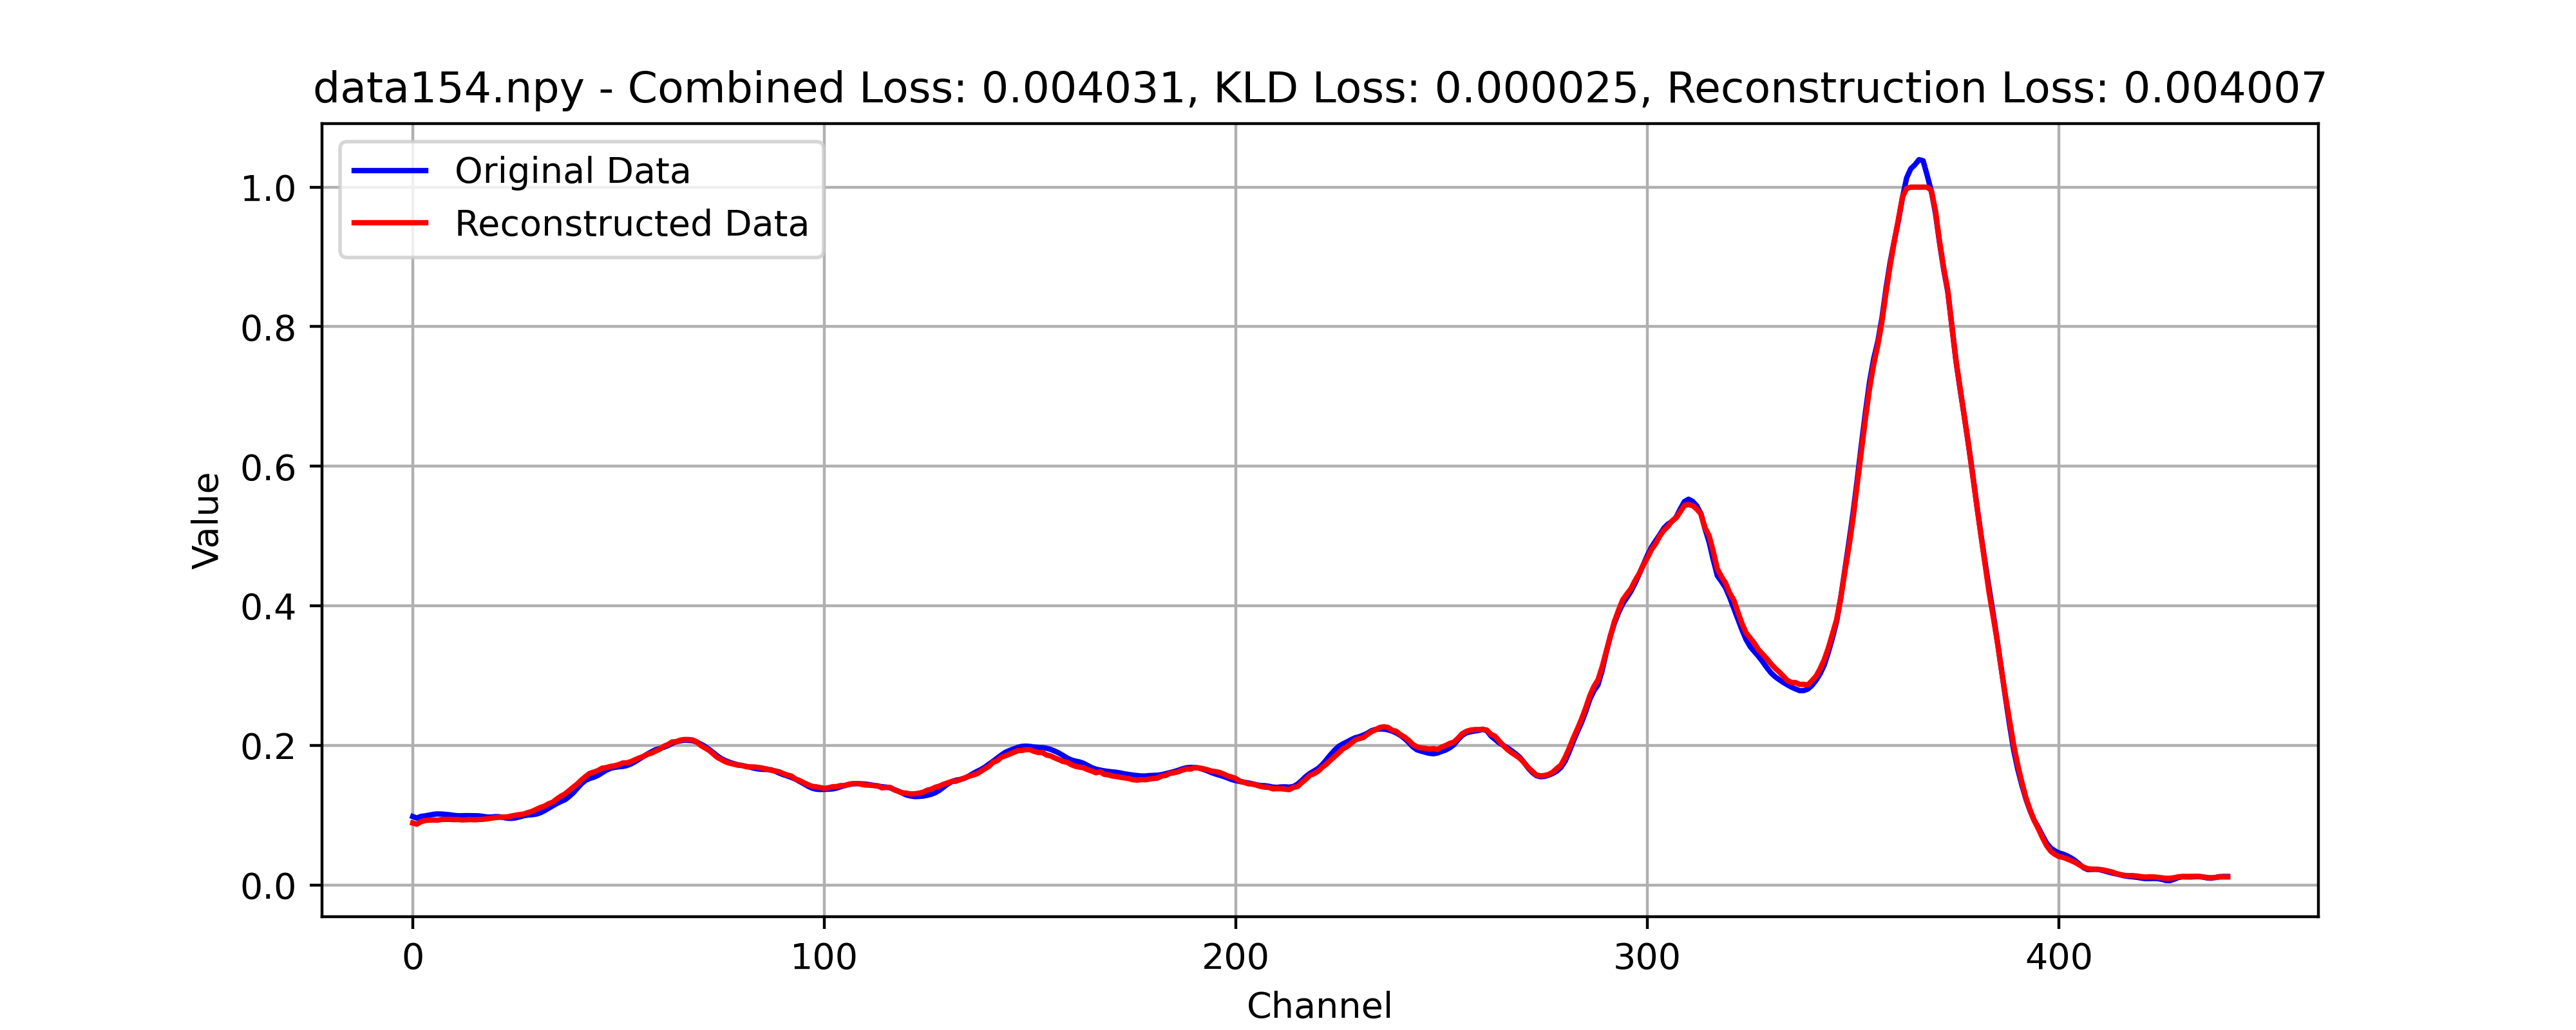 data154.npy - Combined Loss: 0.004031, KLD Loss: 0.000025, Reconstruction Loss: 0.004007
Original Data
Reconstructed Data
1.0
0.8
0.6
0.4
0.2
0.0
Value
0 100 200 300 400
Channel